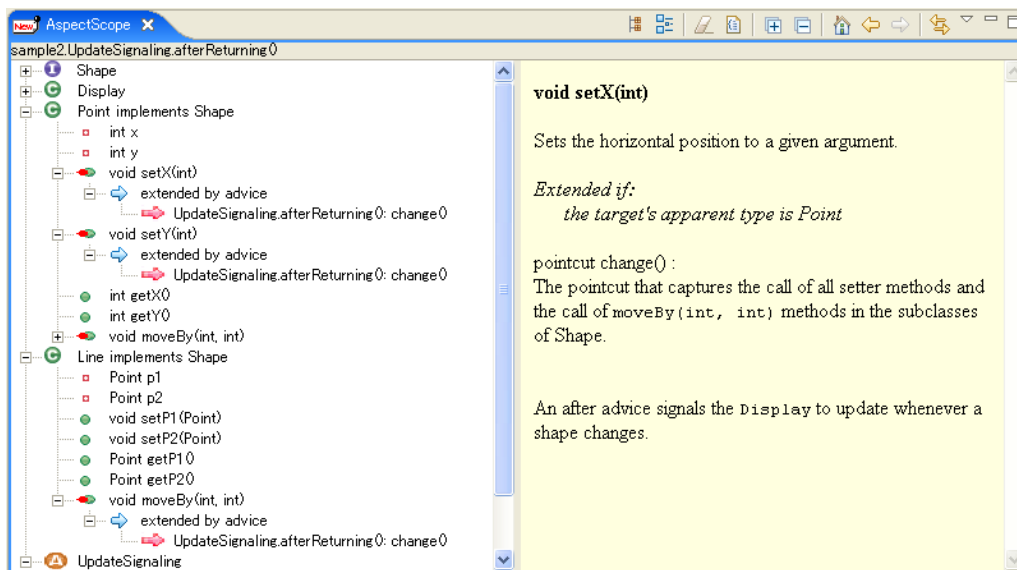 New! AspectScope
sample2.UpdateSignaling.afterReturning()
I Shape
C Display
C Point implements Shape
int x
int y
void setX(int)
extended by advice
UpdateSignaling.afterReturning(): change()
void setY(int)
extended by advice
UpdateSignaling.afterReturning(): change()
int getX()
int getY()
void moveBy(int, int)
C Line implements Shape
Point p1
Point p2
void setP1(Point)
void setP2(Point)
Point getP1()
Point getP2()
void moveBy(int, int)
extended by advice
UpdateSignaling.afterReturning(): change()
A UpdateSignaling
void setX(int)
Sets the horizontal position to a given argument.
Extended if:
the target's apparent type is Point
pointcut change() :
The pointcut that captures the call of all setter methods and
the call of moveBy(int, int) methods in the subclasses
of Shape.
An after advice signals the Display to update whenever a
shape changes.